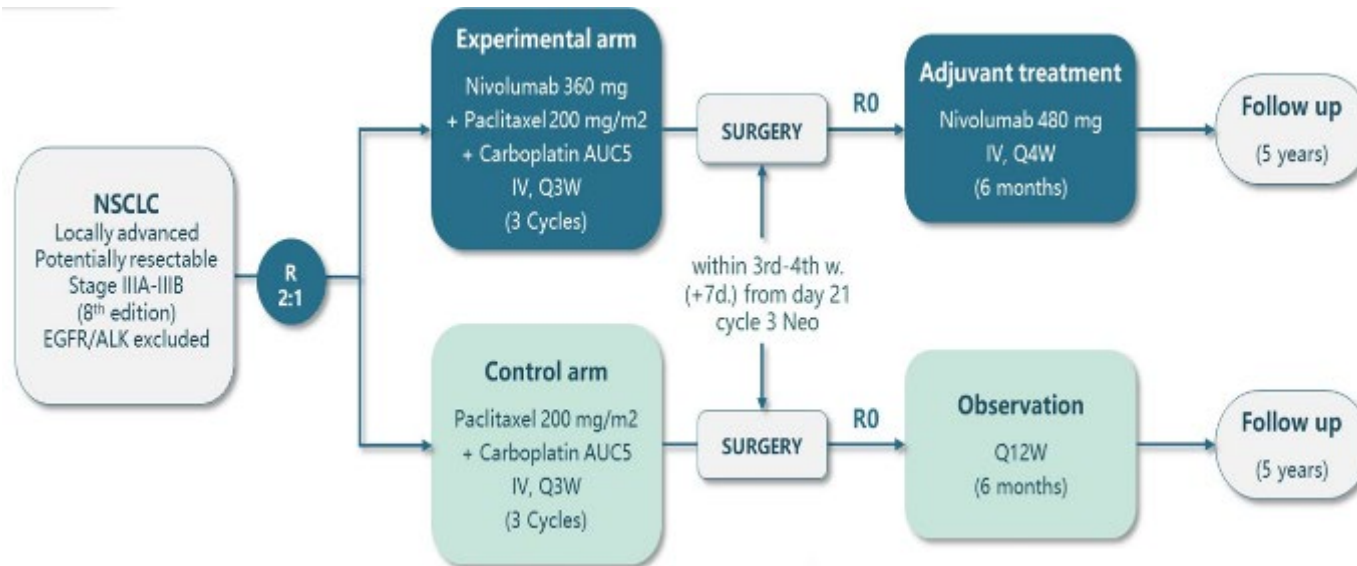 NSCLC
Locally advanced
Potentially resectable
Stage IIIA-IIIB
(8th edition)
EGFR/ALK excluded
R
2:1
Experimental arm
Nivolumab 360 mg
+ Paclitaxel 200 mg/m2
+ Carboplatin AUC5
IV, Q3W
(3 Cycles)
SURGERY
R0
Adjuvant treatment
Nivolumab 480 mg
IV, Q4W
(6 months)
Follow up
(5 years)
within 3rd-4th w.
(+7d.) from day 21
cycle 3 Neo
Control arm
Paclitaxel 200 mg/m2
+ Carboplatin AUC5
IV, Q3W
(3 Cycles)
SURGERY
R0
Observation
Q12W
(6 months)
Follow up
(5 years)